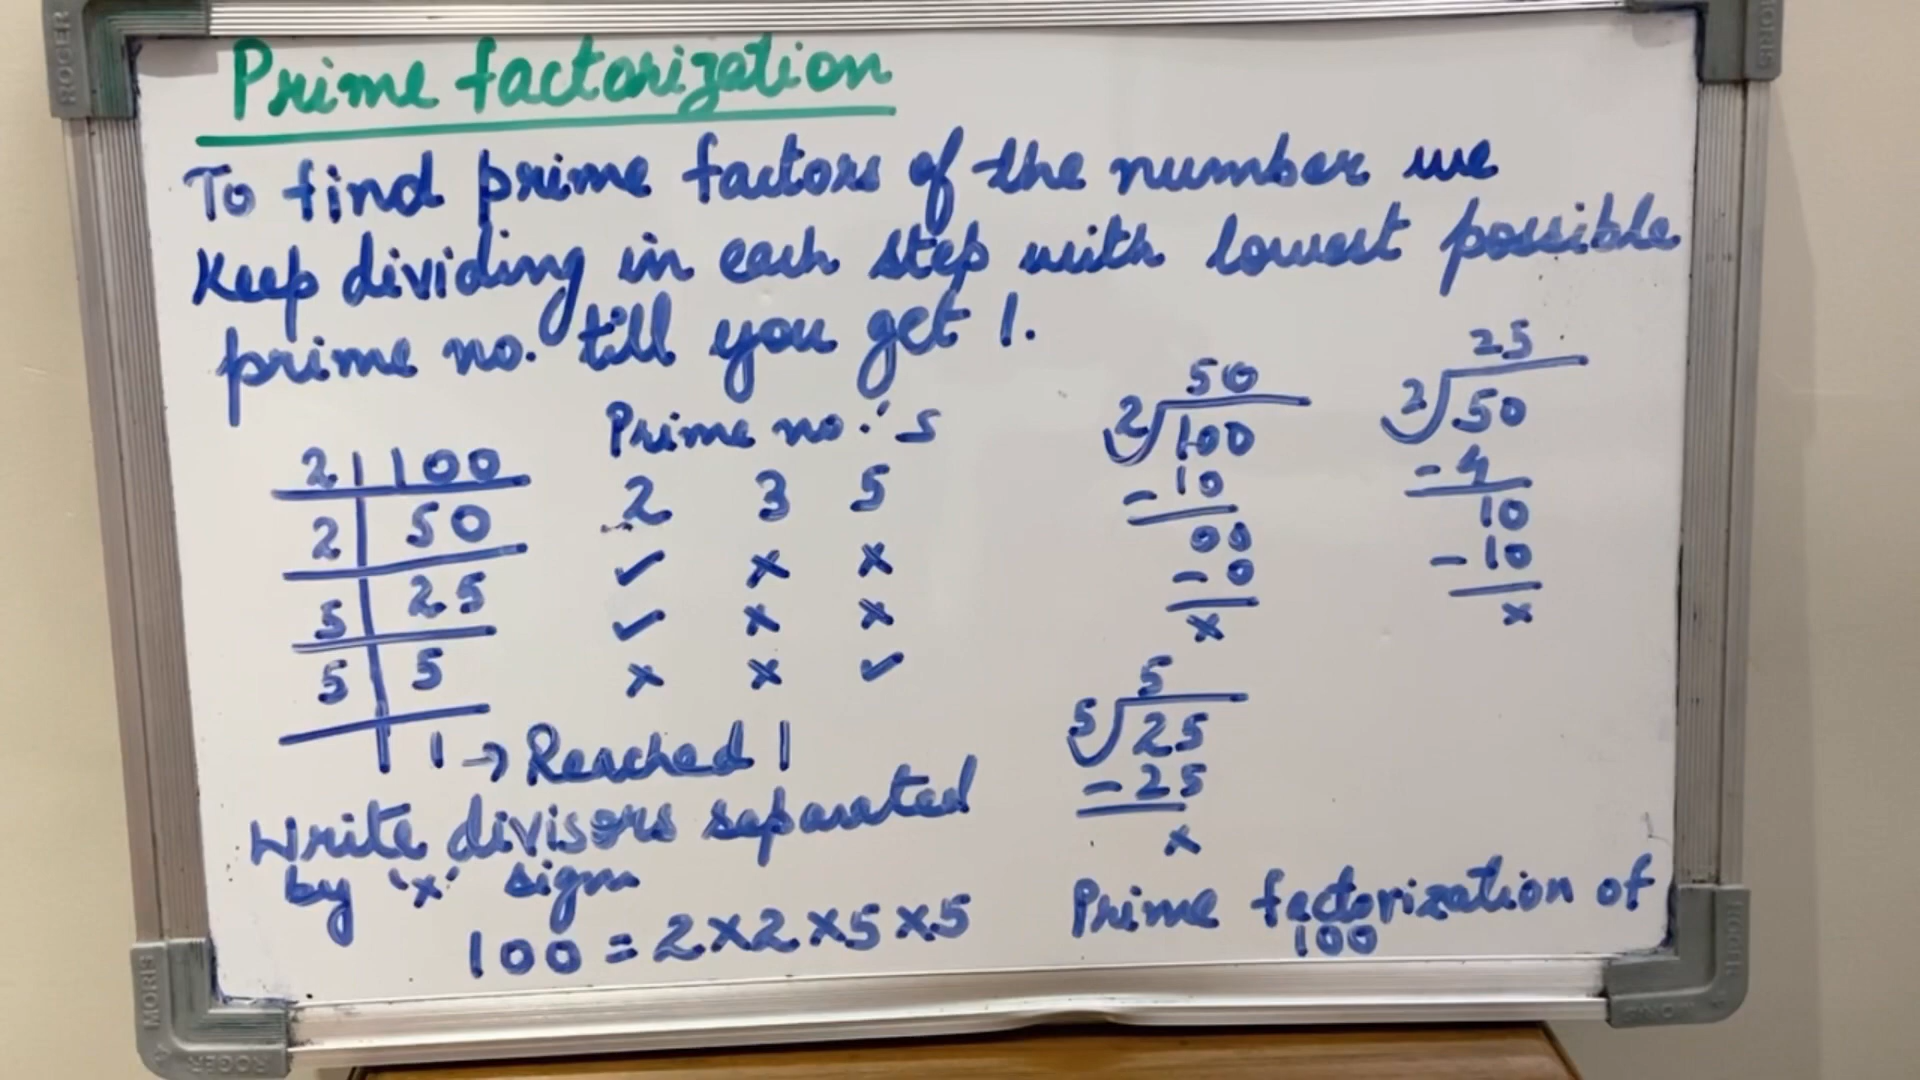 Prime factorization
To find prime factors of the number we
Keep dividing in each step with lowest possible
prime no. till you get 1.
Prime no.'s
2 3 5
✓ x x
✓ x x
x x ✓
2 | 100
2 | 50
5 | 25
5 | 5
1 → Reached 1
Write divisors separated
by 'x' sign
100 = 2×2×5×5
50
2 100
- 10
00
- 0
x
25
2 50
- 4
10
- 10
x
5
5 25
- 25
x
Prime factorization of
100
ROGER
MORIS
ROGER